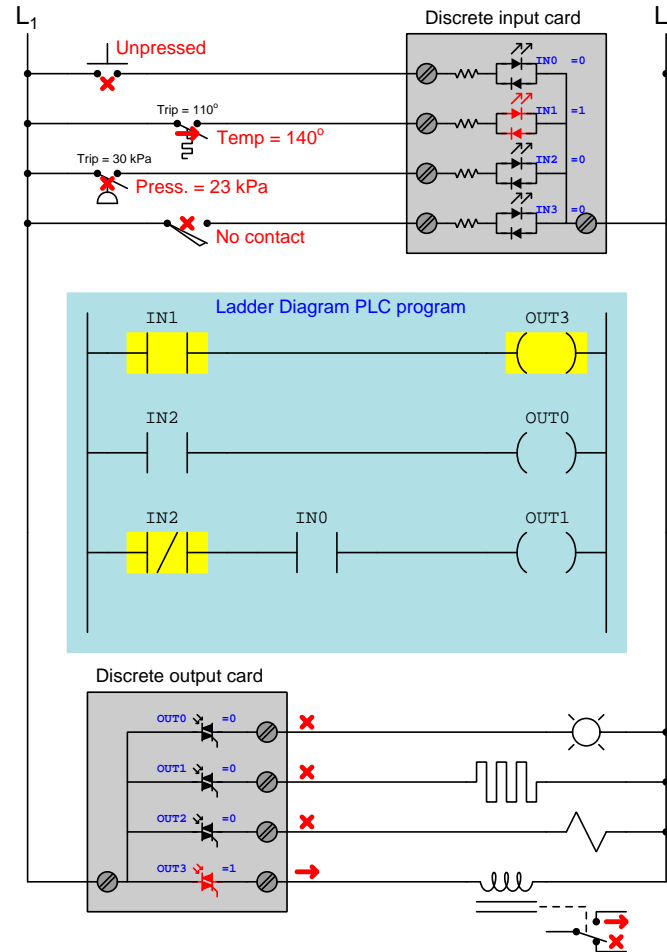 L1
Discrete input card
L
Unpressed
IN0 =0
Trip = 110°
IN1 =1
Temp = 140°
Trip = 30 kPa
IN2 =0
Press. = 23 kPa
IN3 =0
No contact
Ladder Diagram PLC program
IN1 OUT3
IN2 OUT0
IN2 IN0 OUT1
Discrete output card
OUT0 =0
OUT1 =0
OUT2 =0
OUT3 =1